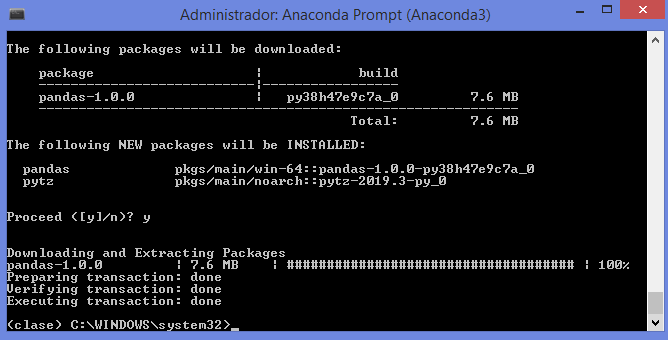 Administrador: Anaconda Prompt (Anaconda3)
The following packages will be downloaded:
package | build
---------------------------|-----------------
pandas-1.0.0 | py38h47e9c7a_0 7.6 MB
------------------------------------------------------------
Total: 7.6 MB
The following NEW packages will be INSTALLED:
pandas pkgs/main/win-64::pandas-1.0.0-py38h47e9c7a_0
pytz pkgs/main/noarch::pytz-2019.3-py_0
Proceed ([y]/n)? y
Downloading and Extracting Packages
pandas-1.0.0 | 7.6 MB | #################################### | 100%
Preparing transaction: done
Verifying transaction: done
Executing transaction: done
(clase) C:\WINDOWS\system32>_